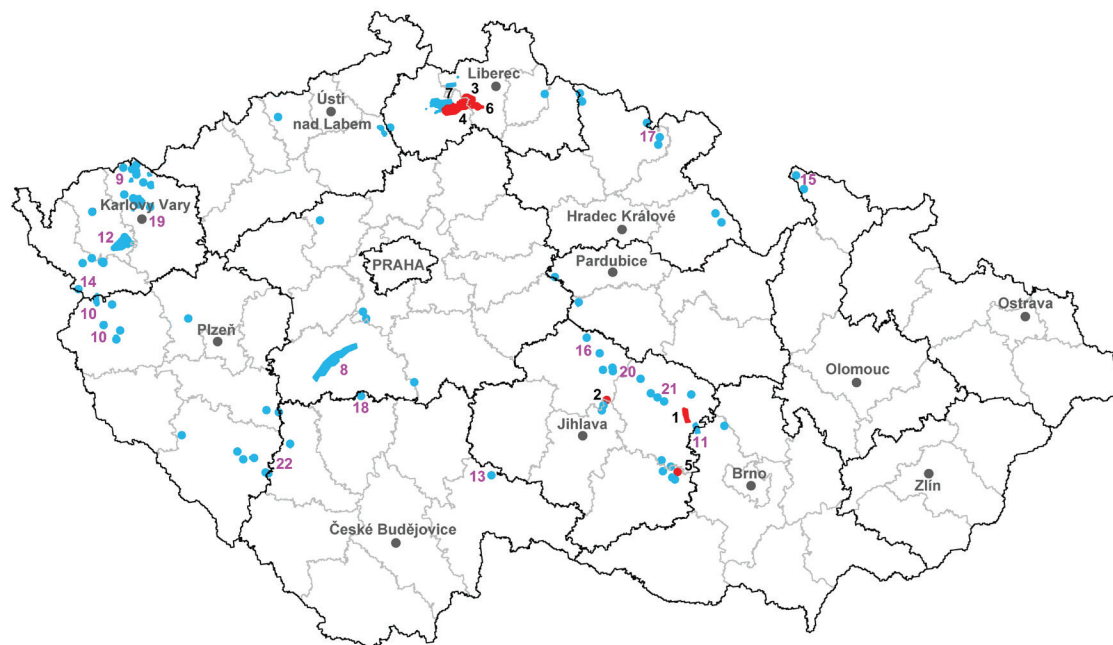 Liberec
7
3
6
4
Ústí
nad Labem
17
9
Karlovy Vary
19
15
12
Hradec Králové
PRAHA
Pardubice
14
10
10
Plzeň
Ostrava
16
8
20
Olomouc
21
18
2
1
Jihlava
11
5
22
13
Brno
Zlín
České Budějovice